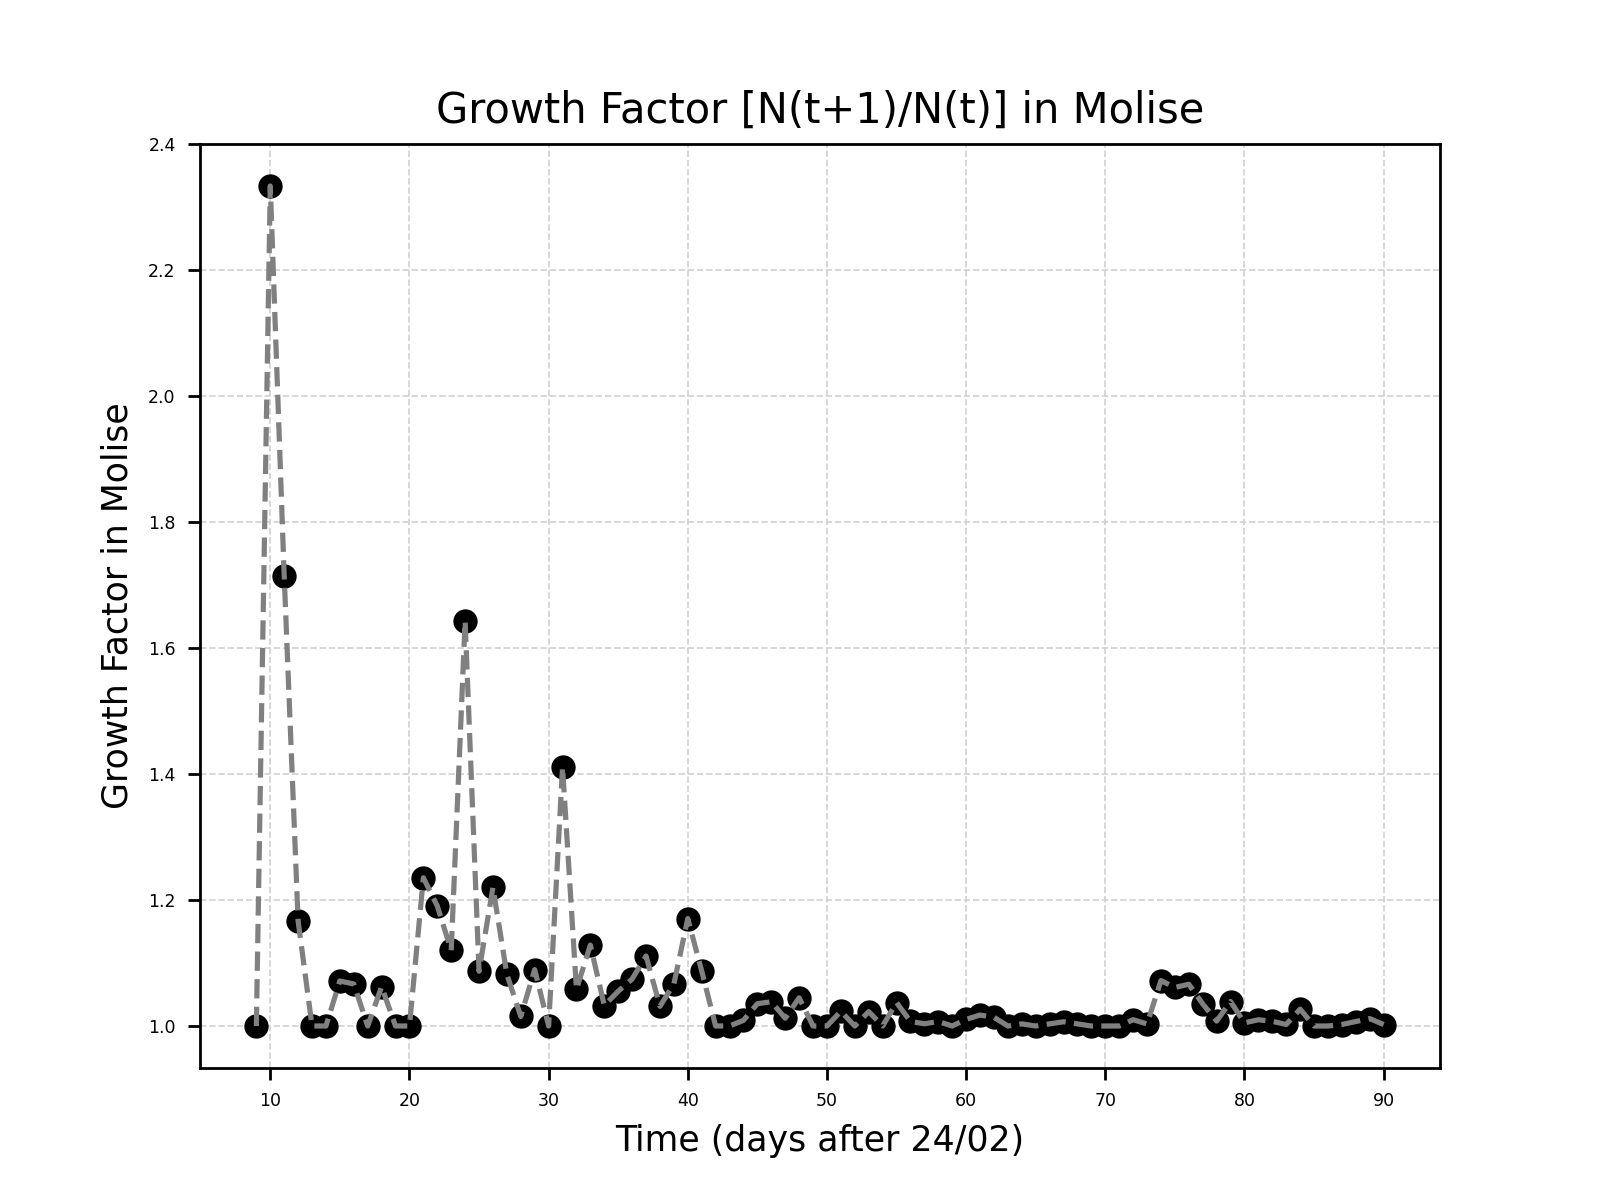 Growth Factor [N(t+1)/N(t)] in Molise
Growth Factor in Molise
2.4
2.2
2.0
1.8
1.6
1.4
1.2
1.0
10 20 30 40 50 60 70 80 90
Time (days after 24/02)